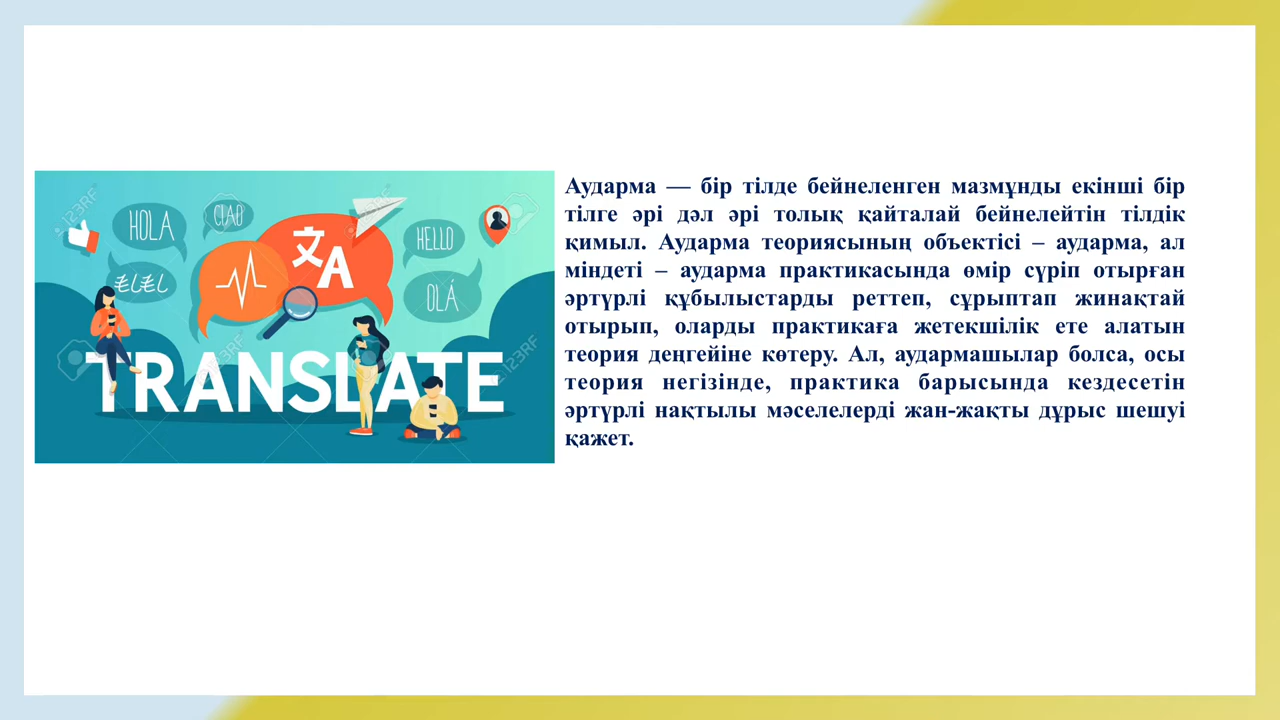 HOLA
CIAO
HELLO
OLÁ
文A
TRANSLATE
123RF
Аударма — бір тілде бейнеленген мазмұнды екінші бір
тілге әрі дәл әрі толық қайталай бейнелейтін тілдік
қимыл. Аударма теориясының объектісі – аударма, ал
міндеті – аударма практикасында өмір сүріп отырған
әртүрлі құбылыстарды реттеп, сұрыптап жинақтай
отырып, оларды практикаға жетекшілік ете алатын
теория деңгейіне көтеру. Ал, аудармашылар болса, осы
теория негізінде, практика барысында кездесетін
әртүрлі нақтылы мәселелерді жан-жақты дұрыс шешуі
қажет.